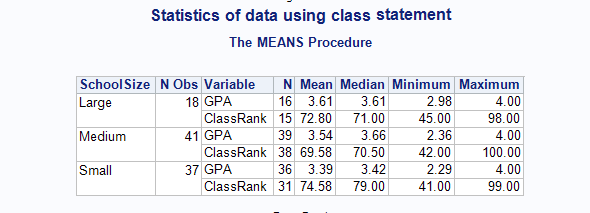 Statistics of data using class statement
The MEANS Procedure
SchoolSize N Obs Variable N Mean Median Minimum Maximum
Large 18 GPA 16 3.61 3.61 2.98 4.00
ClassRank 15 72.80 71.00 45.00 98.00
Medium 41 GPA 39 3.54 3.66 2.36 4.00
ClassRank 38 69.58 70.50 42.00 100.00
Small 37 GPA 36 3.39 3.42 2.29 4.00
ClassRank 31 74.58 79.00 41.00 99.00